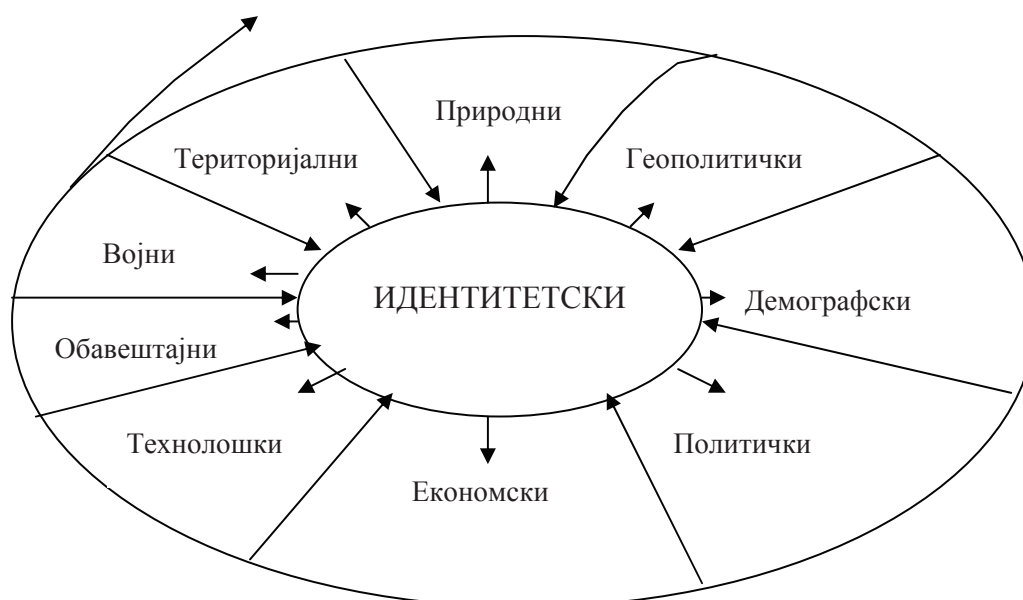 Природни
Територијални
Геополитички
Војни
ИДЕНТИТЕТСКИ
Демографски
Обавештајни
Технолошки
Политички
Економски